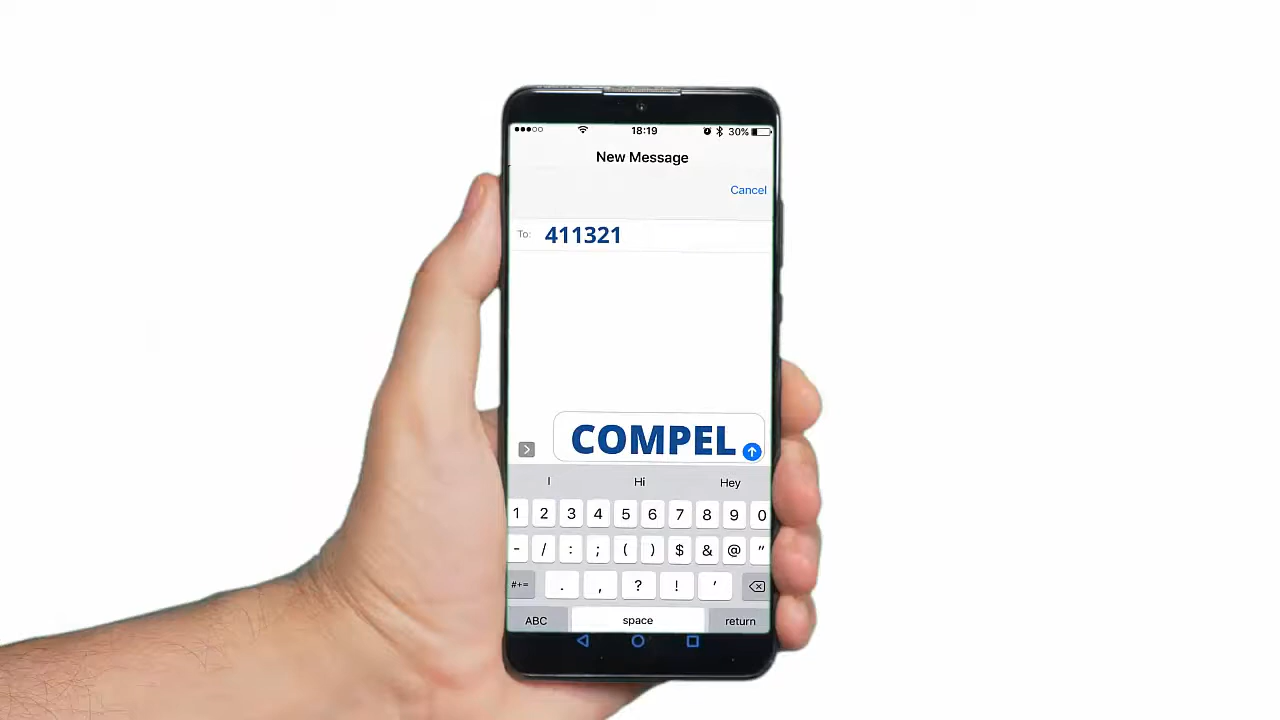 18:19 30%
New Message
Cancel
To: 411321
COMPEL
I Hi Hey
1 2 3 4 5 6 7 8 9 0
- / : ; ( ) $ & @ "
#+= . , ? ! '
ABC space return